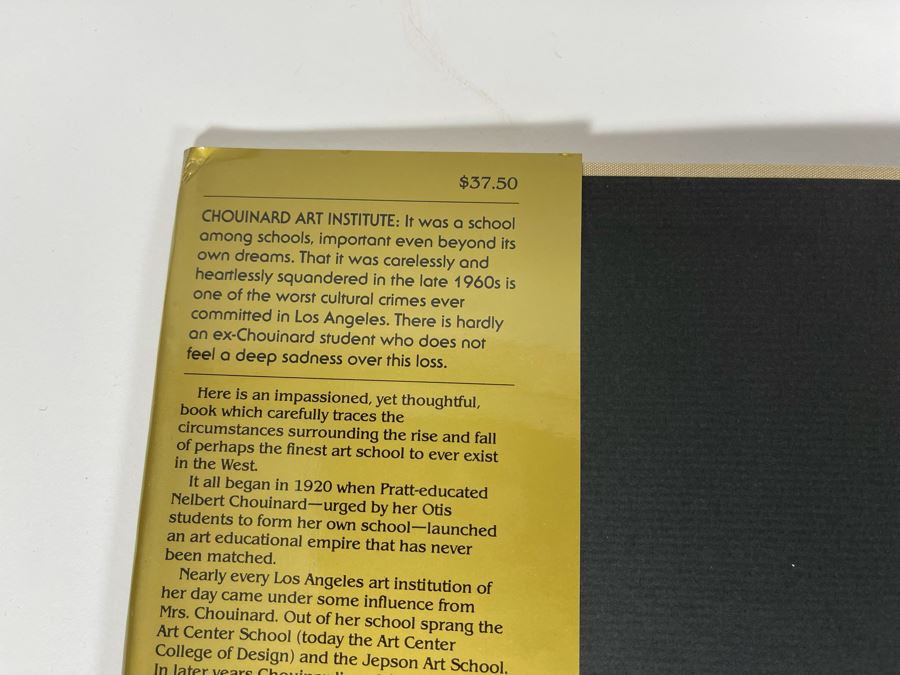 $37.50
CHOUINARD ART INSTITUTE: It was a school
among schools, important even beyond its
own dreams. That it was carelessly and
heartlessly squandered in the late 1960s is
one of the worst cultural crimes ever
committed in Los Angeles. There is hardly
an ex-Chouinard student who does not
feel a deep sadness over this loss.
Here is an impassioned, yet thoughtful,
book which carefully traces the
circumstances surrounding the rise and fall
of perhaps the finest art school to ever exist
in the West.
It all began in 1920 when Pratt-educated
Nelbert Chouinard—urged by her Otis
students to form her own school—launched
an art educational empire that has never
been matched.
Nearly every Los Angeles art institution of
her day came under some influence from
Mrs. Chouinard. Out of her school sprang the
Art Center School (today the Art Center
College of Design) and the Jepson Art School.
In later years